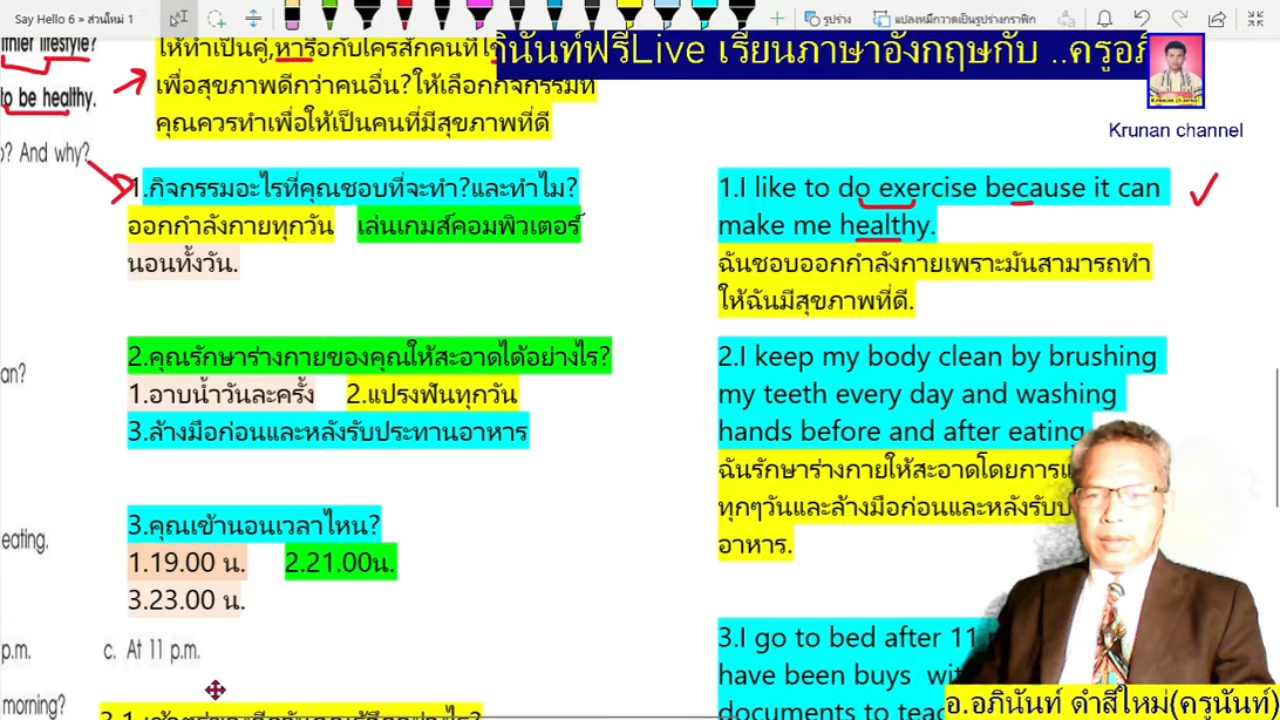 Say Hello 6 » ส่วนใหม่ 1
รูปร่าง
แปลงหมึกวาดเป็นรูปร่างกราฟิก
lifestyle?
to be healthy.
? And why?
an?
eating.
p.m. c. At 11 p.m.
morning?
ให้ทำเป็นคู่,หารือกับใครสักคนที่
เพื่อสุขภาพดีกว่าคนอื่น?ให้เลือกกิจกรรมที่
คุณควรทำเพื่อให้เป็นคนที่มีสุขภาพที่ดี
นันท์ฟรีLive เรียนภาษาอังกฤษกับ ..ครูอภิ
Krunan channel
1.กิจกรรมอะไรที่คุณชอบที่จะทำ?และทำไม?
ออกกำลังกายทุกวัน เล่นเกมส์คอมพิวเตอร์
นอนทั้งวัน.
2.คุณรักษาร่างกายของคุณให้สะอาดได้อย่างไร?
1.อาบน้ำวันละครั้ง 2.แปรงฟันทุกวัน
3.ล้างมือก่อนและหลังรับประทานอาหาร
3.คุณเข้านอนเวลาไหน?
1.19.00 น. 2.21.00น.
3.23.00 น.
1.I like to do exercise because it can
make me healthy.
ฉันชอบออกกำลังกายเพราะมันสามารถทำ
ให้ฉันมีสุขภาพที่ดี.
2.I keep my body clean by brushing
my teeth every day and washing
hands before and after eating
ฉันรักษาร่างกายให้สะอาดโดยการ
ทุกๆวันและล้างมือก่อนและหลังรับ
อาหาร.
3.I go to bed after 11
have been buys
documents to
อ.อภินันท์ ดำสีใหม่(ครูนันท์)